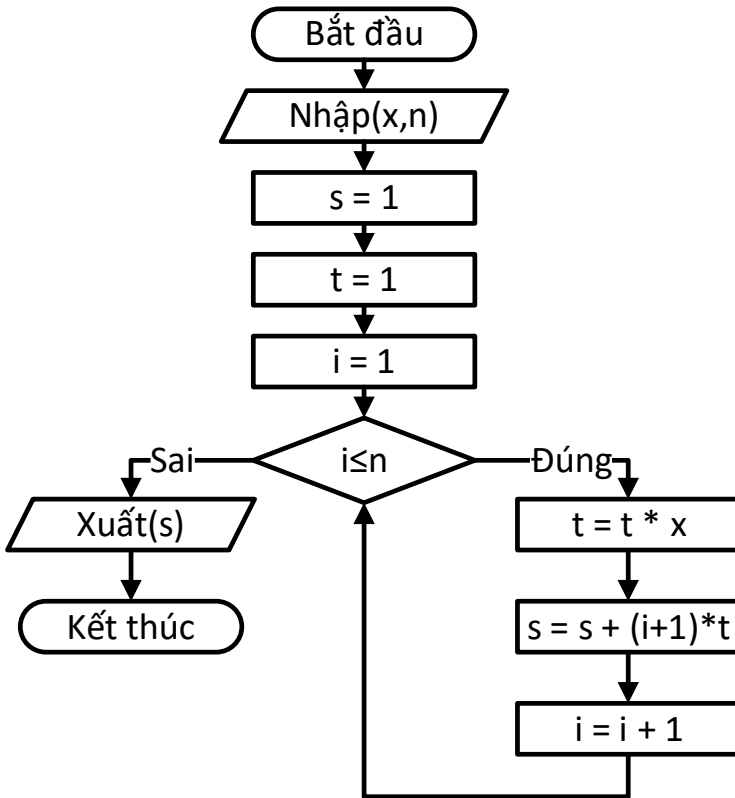 Bắt đầu
Nhập(x,n)
s = 1
t = 1
i = 1
i≤n
Sai
Đúng
Xuất(s)
Kết thúc
t = t * x
s = s + (i+1)*t
i = i + 1